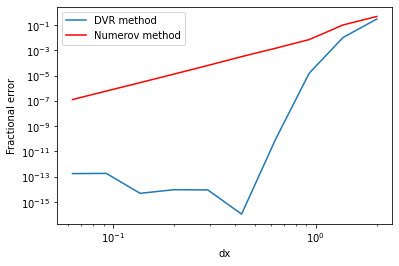 DVR method
Numerov method
Fractional error
10⁻¹
10⁻³
10⁻⁵
10⁻⁷
10⁻⁹
10⁻¹¹
10⁻¹³
10⁻¹⁵
10⁻¹ 10⁰
dx